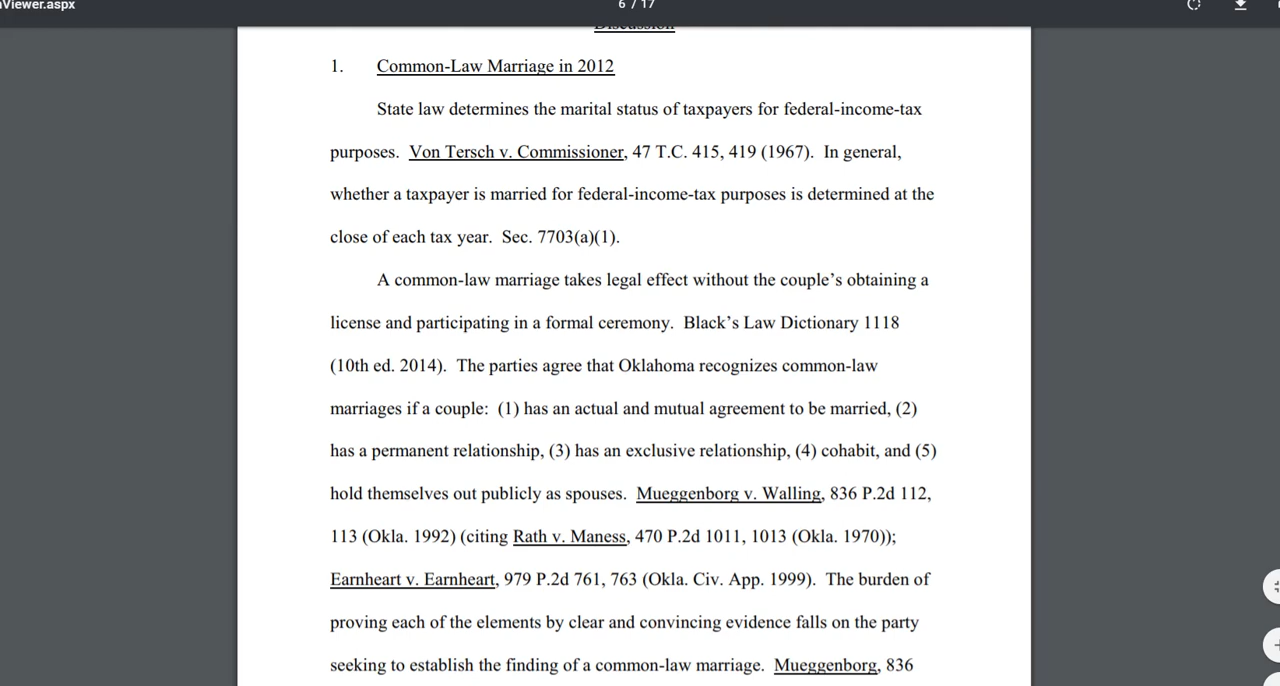 nViewer.aspx
6 / 17
Discussion
1. Common-Law Marriage in 2012
State law determines the marital status of taxpayers for federal-income-tax
purposes. Von Tersch v. Commissioner, 47 T.C. 415, 419 (1967). In general,
whether a taxpayer is married for federal-income-tax purposes is determined at the
close of each tax year. Sec. 7703(a)(1).
A common-law marriage takes legal effect without the couple’s obtaining a
license and participating in a formal ceremony. Black’s Law Dictionary 1118
(10th ed. 2014). The parties agree that Oklahoma recognizes common-law
marriages if a couple: (1) has an actual and mutual agreement to be married, (2)
has a permanent relationship, (3) has an exclusive relationship, (4) cohabit, and (5)
hold themselves out publicly as spouses. Mueggenborg v. Walling, 836 P.2d 112,
113 (Okla. 1992) (citing Rath v. Maness, 470 P.2d 1011, 1013 (Okla. 1970));
Earnheart v. Earnheart, 979 P.2d 761, 763 (Okla. Civ. App. 1999). The burden of
proving each of the elements by clear and convincing evidence falls on the party
seeking to establish the finding of a common-law marriage. Mueggenborg, 836